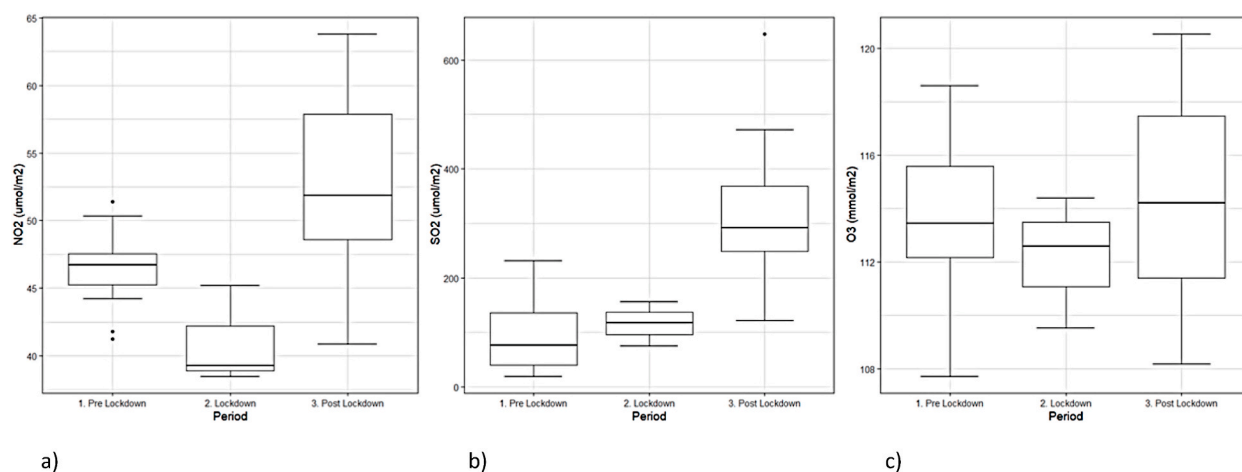 65
60
55
50
45
40
NO2 (umol/m2)
1. Pre Lockdown
2. Lockdown
3. Post Lockdown
Period
a)
600
400
200
0
SO2 (umol/m2)
1. Pre Lockdown
2. Lockdown
3. Post Lockdown
Period
b)
120
116
112
108
O3 (mmol/m2)
1. Pre Lockdown
2. Lockdown
3. Post Lockdown
Period
c)